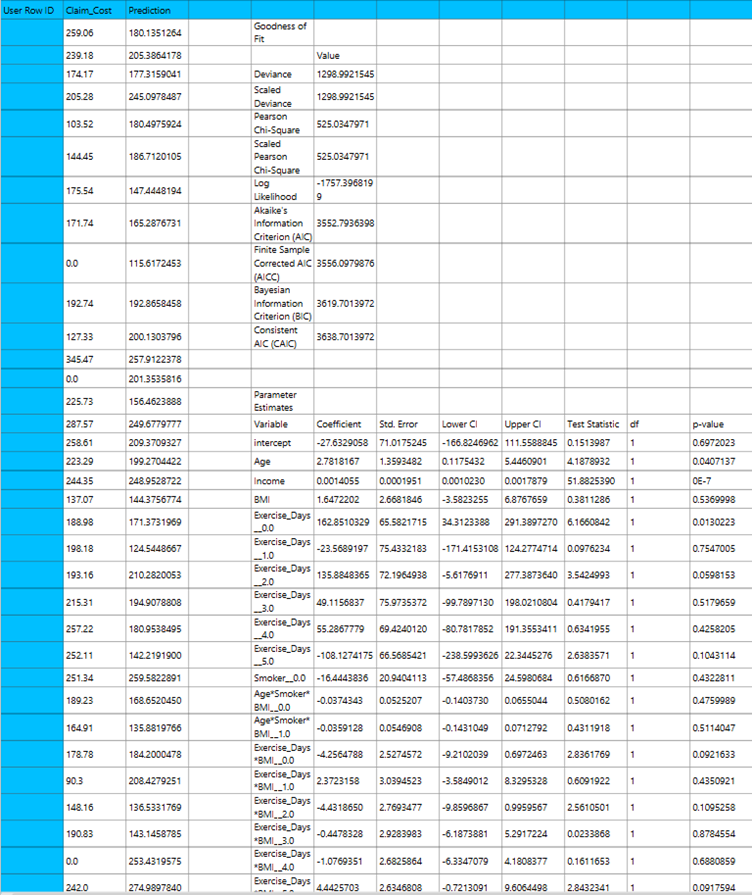 User Row ID Claim_Cost Prediction
259.06 180.1351264 Goodness of Fit
239.18 205.3864178 Value
174.17 177.3159041 Deviance 1298.9921545
205.28 245.0978487 Scaled Deviance 1298.9921545
103.52 180.4975924 Pearson Chi-Square 525.0347971
144.45 186.7120105 Scaled Pearson Chi-Square 525.0347971
175.54 147.4448194 Log Likelihood -1757.3968199
171.74 165.2876731 Akaike's Information Criterion (AIC) 3552.7936398
0.0 115.6172453 Finite Sample Corrected AIC (AICC) 3556.0979876
192.74 192.8658458 Bayesian Information Criterion (BIC) 3619.7013972
127.33 200.1303796 Consistent AIC (CAIC) 3638.7013972
345.47 257.9122378
0.0 201.3535816
225.73 156.4623888 Parameter Estimates
287.57 249.6779777 Variable Coefficient Std. Error Lower CI Upper CI Test Statistic df p-value
258.61 209.3709327 intercept -27.6329058 71.0175245 -166.8246962 111.5588845 0.1513987 1 0.6972023
223.29 199.2704422 Age 2.7818167 1.3593482 0.1175432 5.4460901 4.1878932 1 0.0407137
244.35 248.9528722 Income 0.0014055 0.0001951 0.0010230 0.0017879 51.8825390 1 0E-7
137.07 144.3756774 BMI 1.6472202 2.6681846 -3.5823255 6.8767659 0.3811286 1 0.5369998
188.98 171.3731969 Exercise_Days__0.0 162.8510329 65.5821715 34.3123388 291.3897270 6.1660842 1 0.0130223
198.18 124.5448667 Exercise_Days__1.0 -23.5689197 75.4332183 -171.4153108 124.2774714 0.0976234 1 0.7547005
193.16 210.2820053 Exercise_Days__2.0 135.8848365 72.1964938 -5.6176911 277.3873640 3.5424993 1 0.0598153
215.31 194.9078808 Exercise_Days__3.0 49.1156837 75.9735372 -99.7897130 198.0210804 0.4179417 1 0.5179659
257.22 180.9538495 Exercise_Days__4.0 55.2867779 69.4240120 -80.7817852 191.3553411 0.6341955 1 0.4258205
252.11 142.2191900 Exercise_Days__5.0 -108.1274175 66.5685421 -238.5993626 22.3445276 2.6383571 1 0.1043114
251.34 259.5822891 Smoker__0.0 -16.4443836 20.9404113 -57.4868356 24.5980684 0.6166870 1 0.4322811
189.23 168.6520450 Age*Smoker*BMI__0.0 -0.0374343 0.0525207 -0.1403730 0.0655044 0.5080162 1 0.4759989
164.91 135.8819766 Age*Smoker*BMI__1.0 -0.0359128 0.0546908 -0.1431049 0.0712792 0.4311918 1 0.5114047
178.78 184.2000478 Exercise_Days*BMI__0.0 -4.2564788 2.5274572 -9.2102039 0.6972463 2.8361769 1 0.0921633
90.3 208.4279251 Exercise_Days*BMI__1.0 2.3723158 3.0394523 -3.5849012 8.3295328 0.6091922 1 0.4350921
148.16 136.5331769 Exercise_Days*BMI__2.0 -4.4318650 2.7693477 -9.8596867 0.9959567 2.5610501 1 0.1095258
190.83 143.1458785 Exercise_Days*BMI__3.0 -0.4478328 2.9283983 -6.1873881 5.2917224 0.0233868 1 0.8784554
0.0 253.4319575 Exercise_Days*BMI__4.0 -1.0769351 2.6825864 -6.3347079 4.1808377 0.1611653 1 0.6880859
242.0 274.9897840 Exercise_Days 4.4425703 2.6346808 -0.7213091 9.6064498 2.8432341 1 0.0917594